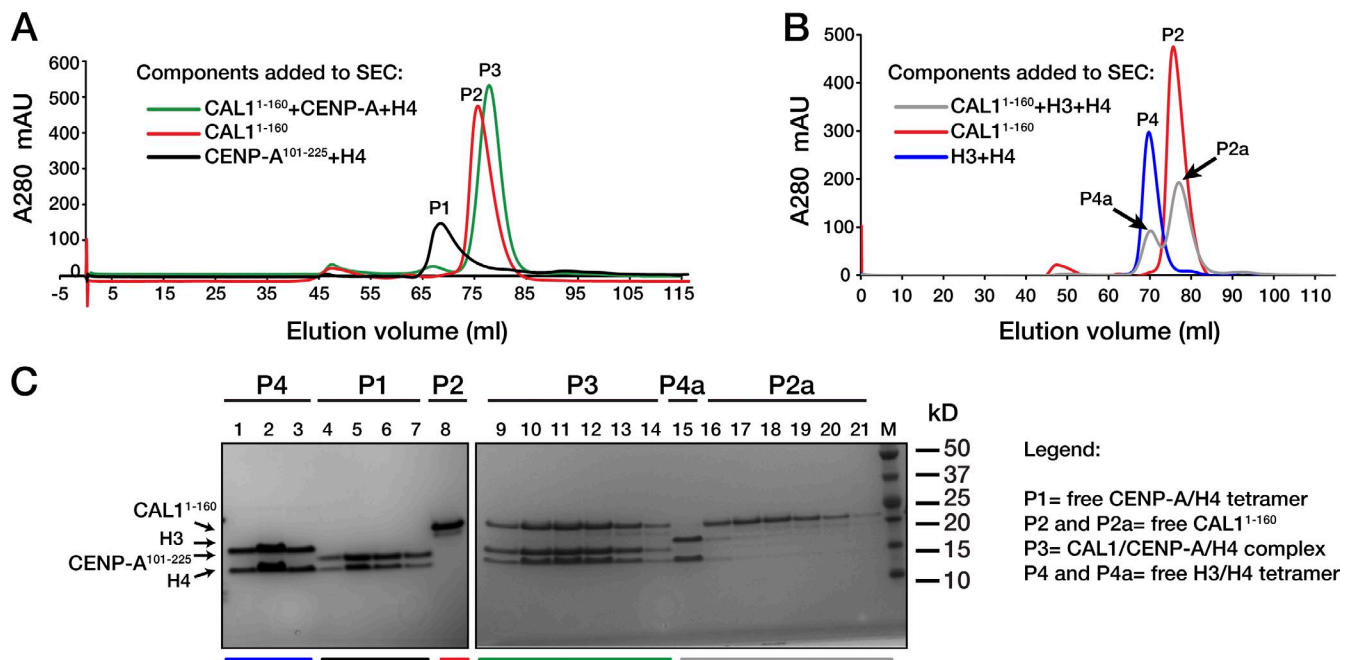 A
Components added to SEC:
CAL1¹⁻¹⁶⁰+CENP-A+H4
CAL1¹⁻¹⁶⁰
CENP-A¹⁰¹⁻²²⁵+H4
P3
P2
P1
A280 mAU
600
500
400
300
200
100
0
-5 5 15 25 35 45 55 65 75 85 95 105 115
Elution volume (ml)
B
Components added to SEC:
CAL1¹⁻¹⁶⁰+H3+H4
CAL1¹⁻¹⁶⁰
H3+H4
P2
P4
P2a
P4a
A280 mAU
500
400
300
200
100
0
0 10 20 30 40 50 60 70 80 90 100 110
Elution volume (ml)
C
P4 P1 P2 P3 P4a P2a
1 2 3 4 5 6 7 8 9 10 11 12 13 14 15 16 17 18 19 20 21 M
kD
50
37
25
20
15
10
CAL1¹⁻¹⁶⁰
H3
CENP-A¹⁰¹⁻²²⁵
H4
Legend:
P1= free CENP-A/H4 tetramer
P2 and P2a= free CAL1¹⁻¹⁶⁰
P3= CAL1/CENP-A/H4 complex
P4 and P4a= free H3/H4 tetramer